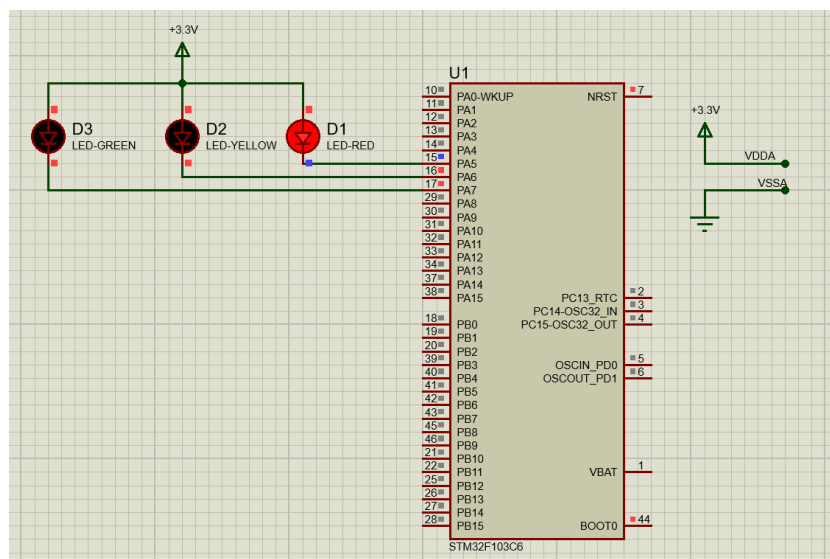 +3.3V
D3
LED-GREEN
D2
LED-YELLOW
D1
LED-RED
U1
10 PA0-WKUP
11 PA1
12 PA2
13 PA3
14 PA4
15 PA5
16 PA6
17 PA7
29 PA8
30 PA9
31 PA10
32 PA11
33 PA12
34 PA13
37 PA14
38 PA15
18 PB0
19 PB1
20 PB2
39 PB3
40 PB4
41 PB5
42 PB6
43 PB7
45 PB8
46 PB9
21 PB10
22 PB11
25 PB12
26 PB13
27 PB14
28 PB15
NRST 7
PC13_RTC 2
PC14-OSC32_IN 3
PC15-OSC32_OUT 4
OSCIN_PD0 5
OSCOUT_PD1 6
VBAT 1
BOOT0 44
STM32F103C6
+3.3V
VDDA
VSSA